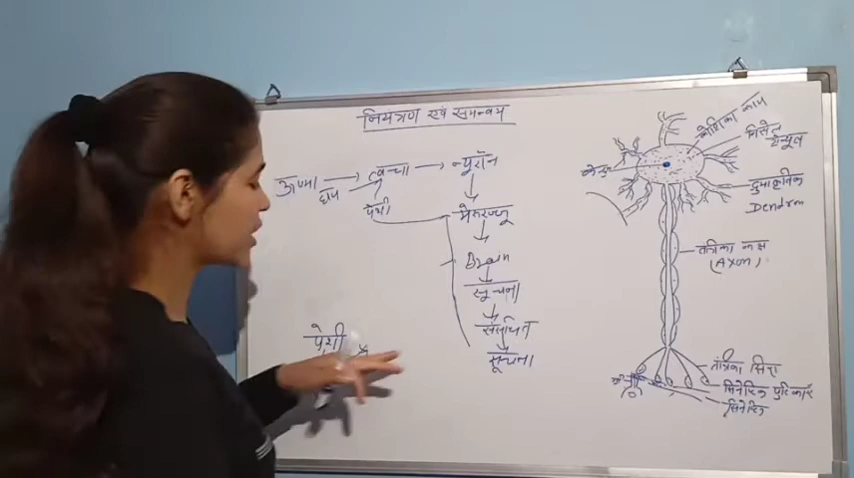 नियंत्रण एवं समन्वय
ऊष्मा → त्वचा → न्यूरॉन
दाब
पेशी
मेरुरज्जू
Brain
सूचना
संसाधित
सूचना
पेशी
कोशिका काय
निसेल
ग्रेन्यूल
केन्द्रक
द्रुमाकृतिक
Dendron
तंत्रिका अक्ष
(Axon)
तंत्रिका सिरा
सिनेप्टिक पुटिकाएँ
सिनेप्टिक